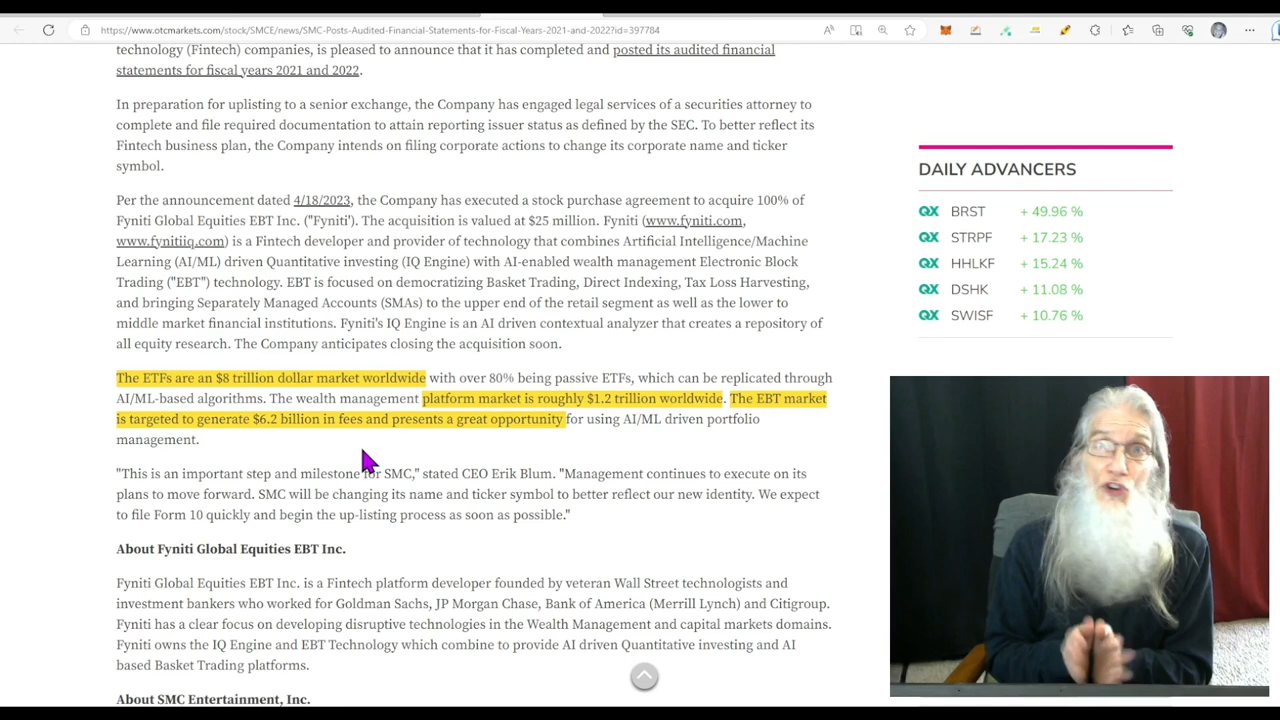 https://www.otcmarkets.com/stock/SMCE/news/SMC-Posts-Audited-Financial-Statements-for-Fiscal-Years-2021-and-2022?id=397784
technology (Fintech) companies, is pleased to announce that it has completed and posted its audited financial
statements for fiscal years 2021 and 2022.
In preparation for uplisting to a senior exchange, the Company has engaged legal services of a securities attorney to
complete and file required documentation to attain reporting issuer status as defined by the SEC. To better reflect its
Fintech business plan, the Company intends on filing corporate actions to change its corporate name and ticker
symbol.
Per the announcement dated 4/18/2023, the Company has executed a stock purchase agreement to acquire 100% of
Fyniti Global Equities EBT Inc. ("Fyniti'). The acquisition is valued at $25 million. Fyniti (www.fyniti.com,
www.fynitiiq.com) is a Fintech developer and provider of technology that combines Artificial Intelligence/Machine
Learning (AI/ML) driven Quantitative investing (IQ Engine) with AI-enabled wealth management Electronic Block
Trading ("EBT") technology. EBT is focused on democratizing Basket Trading, Direct Indexing, Tax Loss Harvesting,
and bringing Separately Managed Accounts (SMAs) to the upper end of the retail segment as well as the lower to
middle market financial institutions. Fyniti's IQ Engine is an AI driven contextual analyzer that creates a repository of
all equity research. The Company anticipates closing the acquisition soon.
The ETFs are an $8 trillion dollar market worldwide with over 80% being passive ETFs, which can be replicated through
AI/ML-based algorithms. The wealth management platform market is roughly $1.2 trillion worldwide. The EBT market
is targeted to generate $6.2 billion in fees and presents a great opportunity for using AI/ML driven portfolio
management.
"This is an important step and milestone for SMC," stated CEO Erik Blum. "Management continues to execute on its
plans to move forward. SMC will be changing its name and ticker symbol to better reflect our new identity. We expect
to file Form 10 quickly and begin the up-listing process as soon as possible."
About Fyniti Global Equities EBT Inc.
Fyniti Global Equities EBT Inc. is a Fintech platform developer founded by veteran Wall Street technologists and
investment bankers who worked for Goldman Sachs, JP Morgan Chase, Bank of America (Merrill Lynch) and Citigroup.
Fyniti has a clear focus on developing disruptive technologies in the Wealth Management and capital markets domains.
Fyniti owns the IQ Engine and EBT Technology which combine to provide AI driven Quantitative investing and AI
based Basket Trading platforms.
About SMC Entertainment, Inc.
DAILY ADVANCERS
QX BRST + 49.96 %
QX STRPF + 17.23 %
QX HHLKF + 15.24 %
QX DSHK + 11.08 %
QX SWISF + 10.76 %